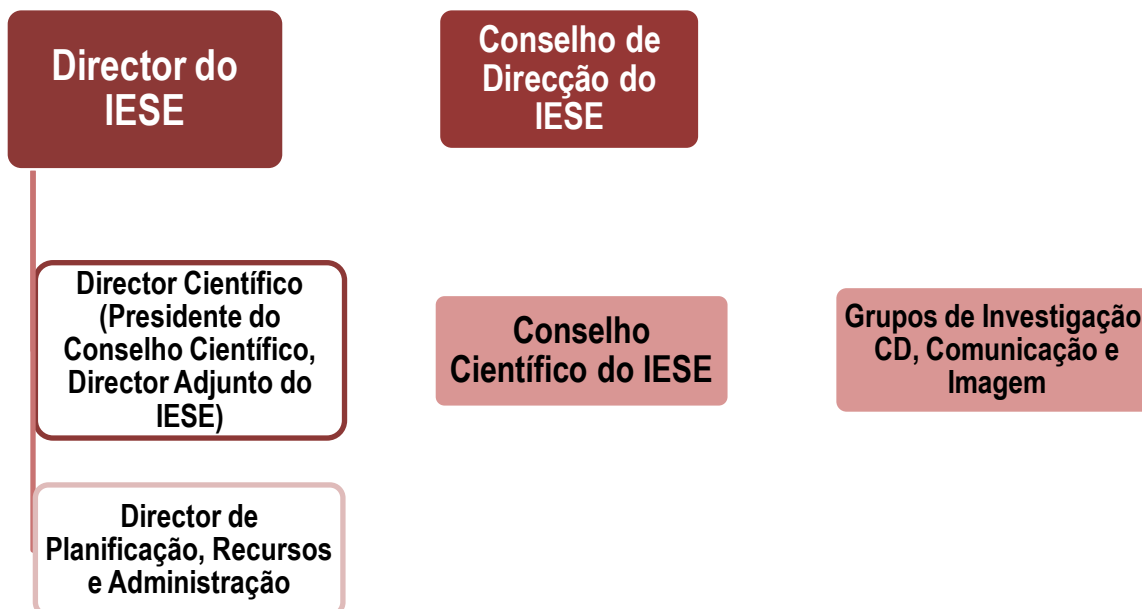 Director do
IESE
Conselho de
Direcção do
IESE
Director Científico
(Presidente do
Conselho Científico,
Director Adjunto do
IESE)
Conselho
Científico do IESE
Grupos de Investigação
CD, Comunicação e
Imagem
Director de
Planificação, Recursos
e Administração